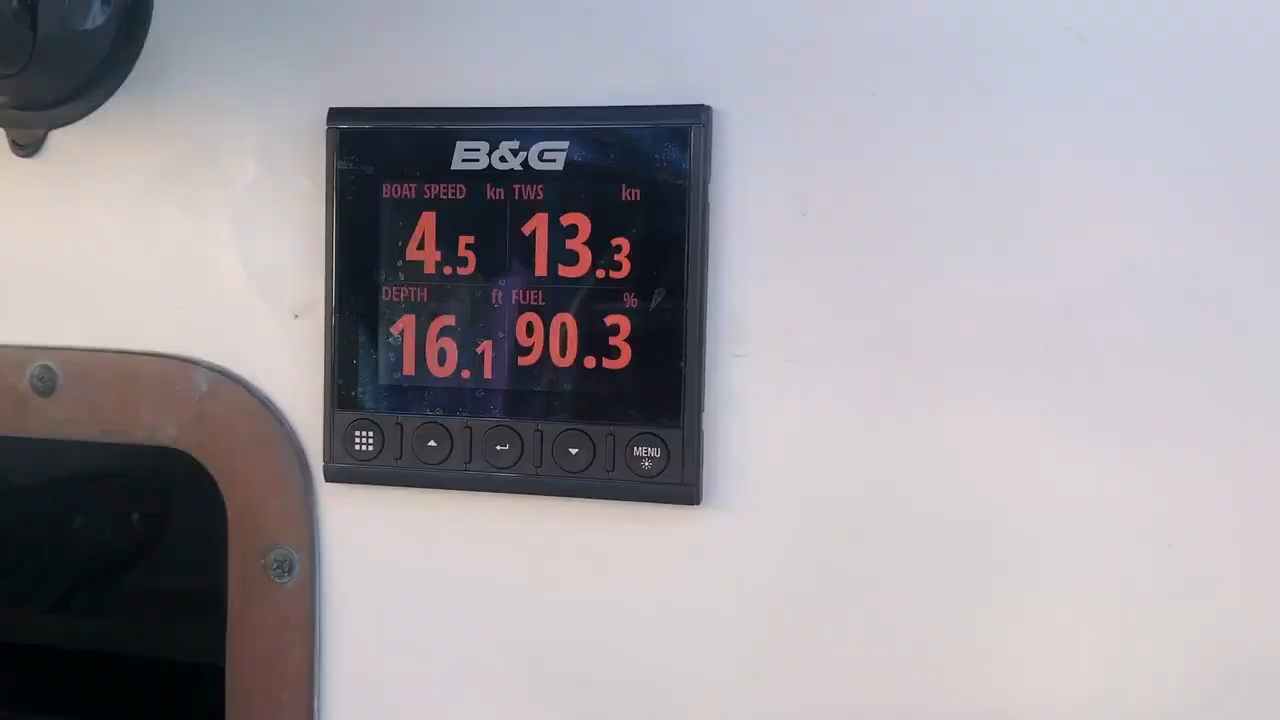 B&G
BOAT SPEED kn TWS kn
4.5 13.3
DEPTH ft FUEL %
16.1 90.3
MENU